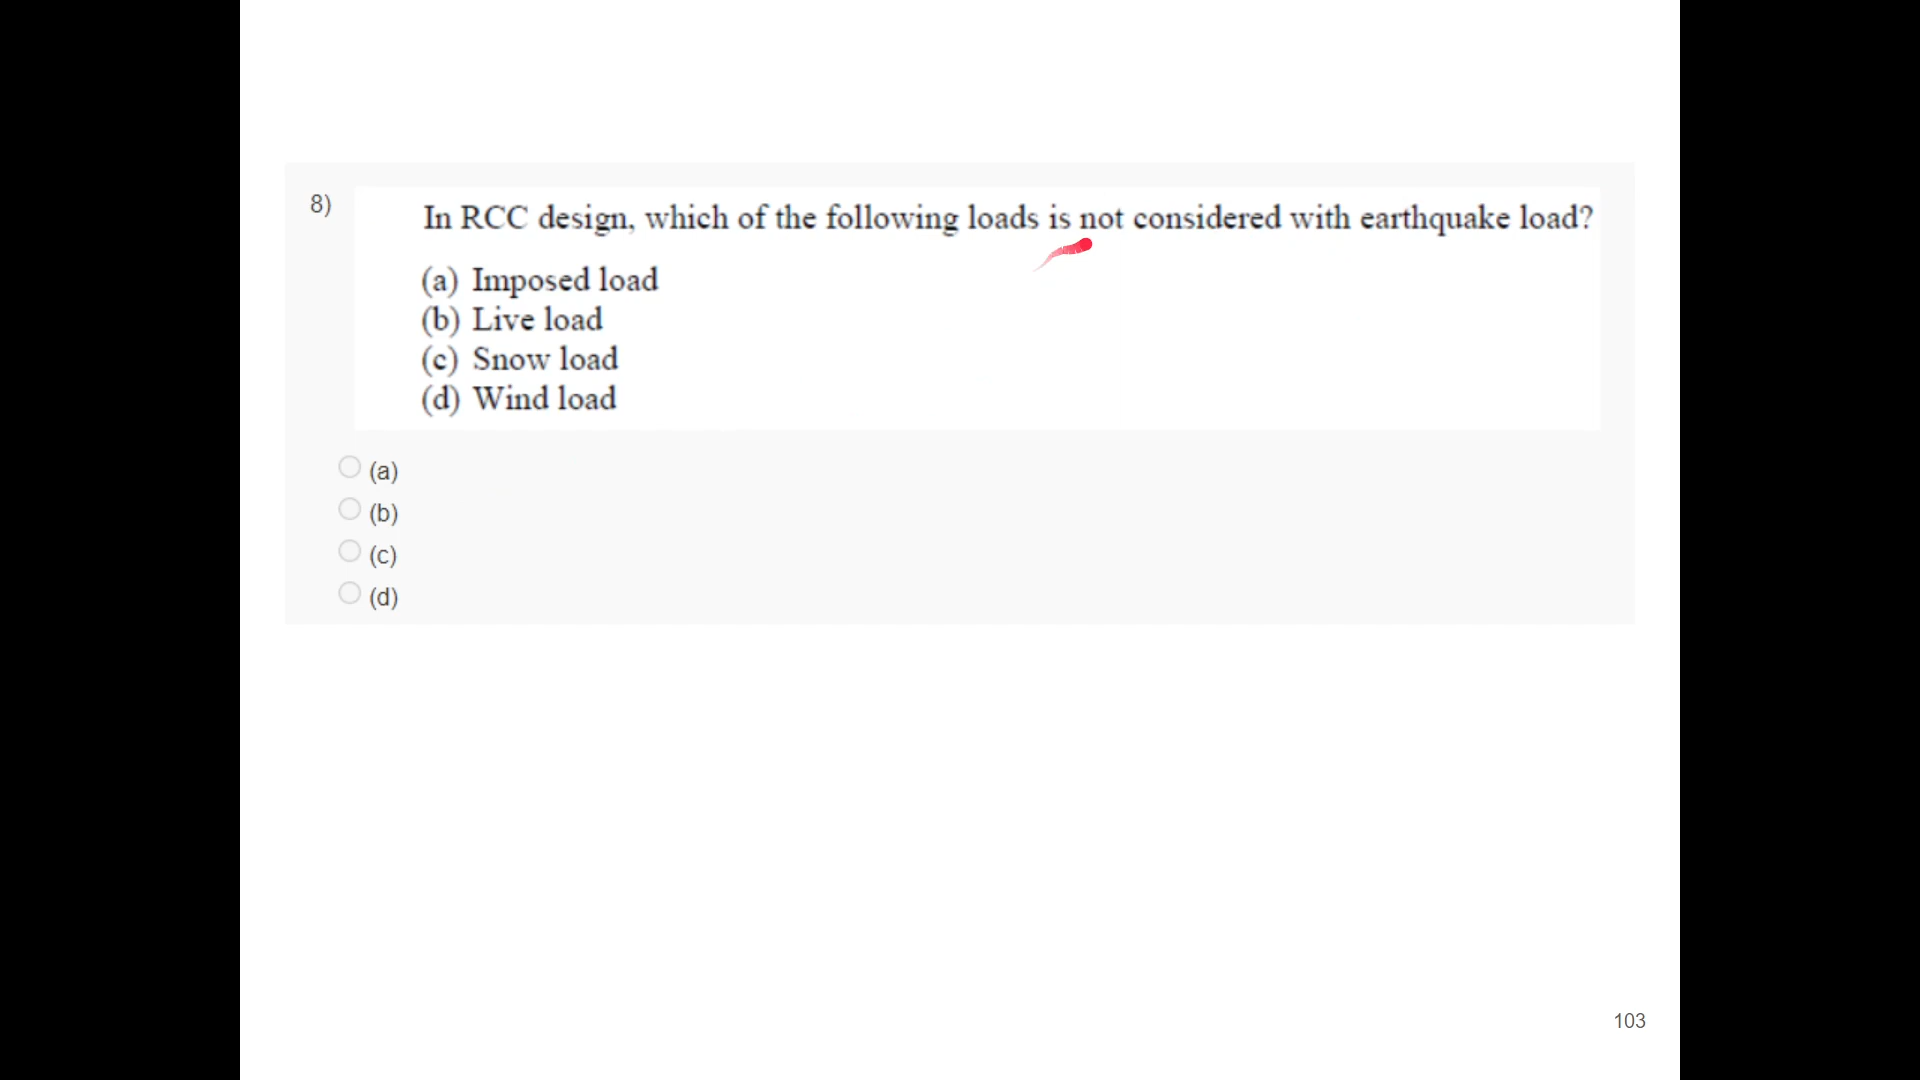 8)
In RCC design, which of the following loads is not considered with earthquake load?
(a) Imposed load
(b) Live load
(c) Snow load
(d) Wind load
(a)
(b)
(c)
(d)
103